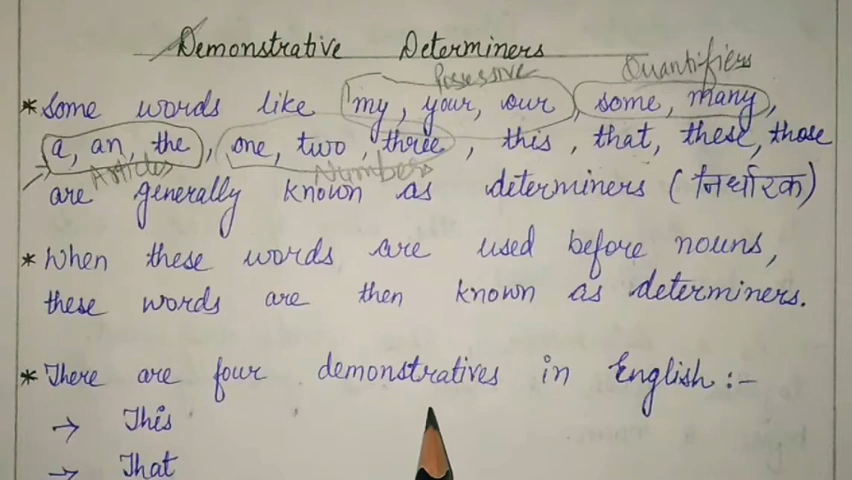 Demonstrative Determiners
Possessive Quantifiers
* Some words like my, your, our, some, many,
a, an, the, one, two, three, this, that, these, those
Articles Numbers
are generally known as determiners (निर्धारक)
* When these words are used before nouns,
these words are then known as determiners.
* There are four demonstratives in English :-
→ This
→ That